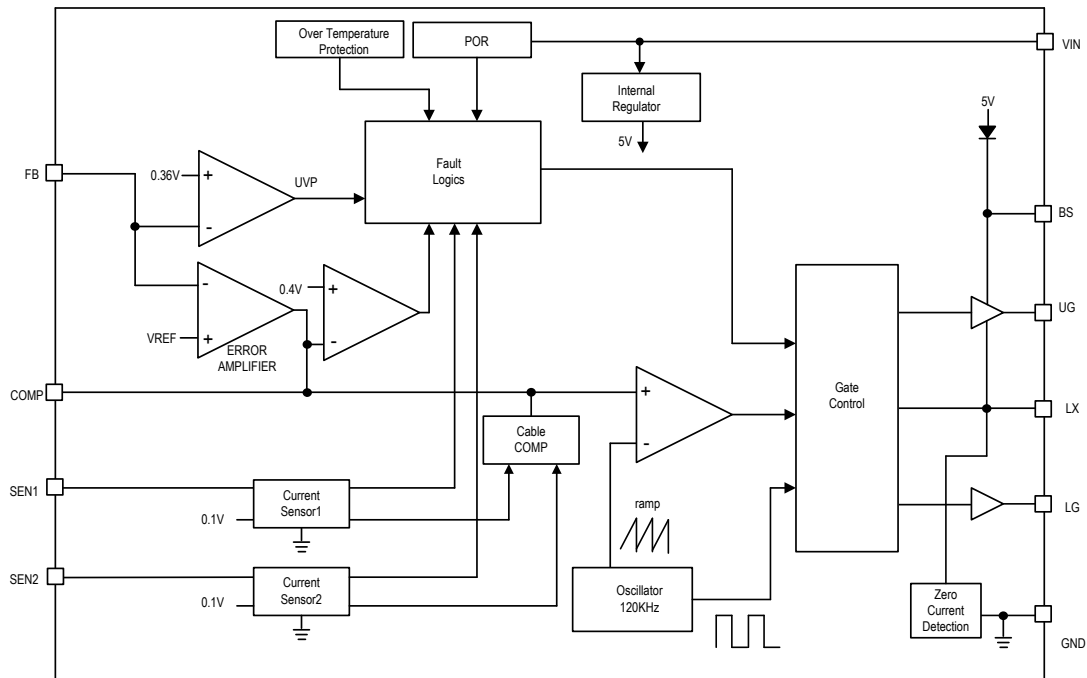 Over Temperature
Protection
POR
VIN
Internal
Regulator
5V
5V
FB
0.36V
+
-
UVP
Fault
Logics
BS
-
+
VREF
ERROR
AMPLIFIER
0.4V
+
-
UG
COMP
Cable
COMP
+
-
Gate
Control
LX
SEN1
Current
Sensor1
0.1V
ramp
LG
SEN2
Current
Sensor2
0.1V
Oscillator
120KHz
Zero
Current
Detection
GND